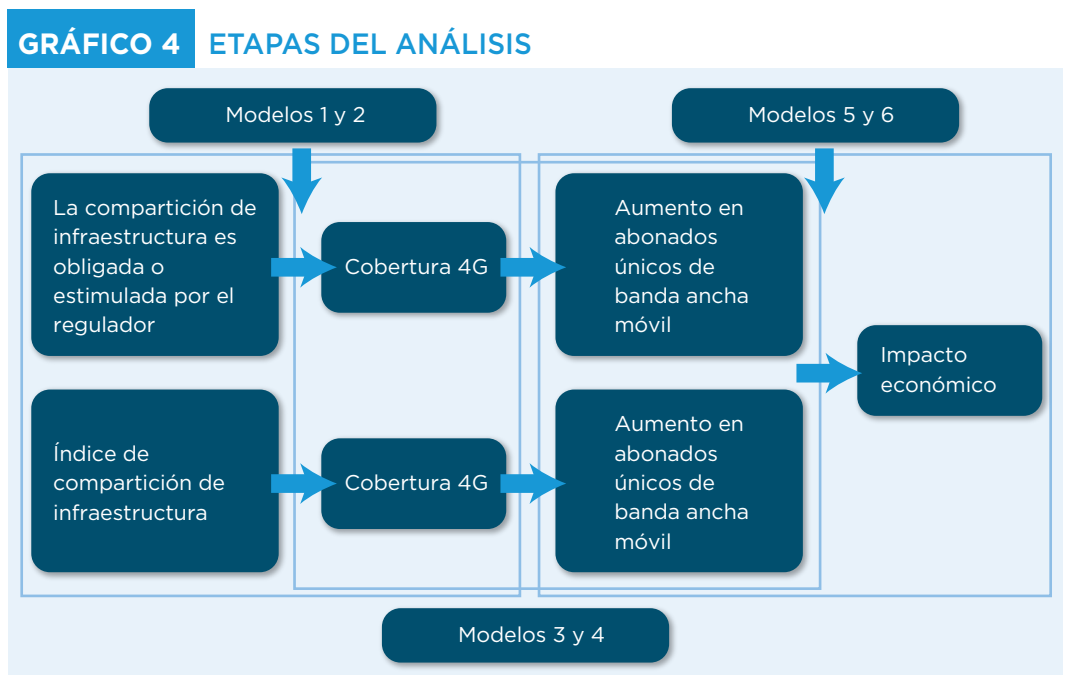 GRÁFICO 4 ETAPAS DEL ANÁLISIS
Modelos 1 y 2
Modelos 5 y 6
La compartición de
infraestructura es
obligada o
estimulada por el
regulador
Cobertura 4G
Aumento en
abonados
únicos de
banda ancha
móvil
Índice de
compartición de
infraestructura
Cobertura 4G
Aumento en
abonados
únicos de
banda ancha
móvil
Impacto
económico
Modelos 3 y 4